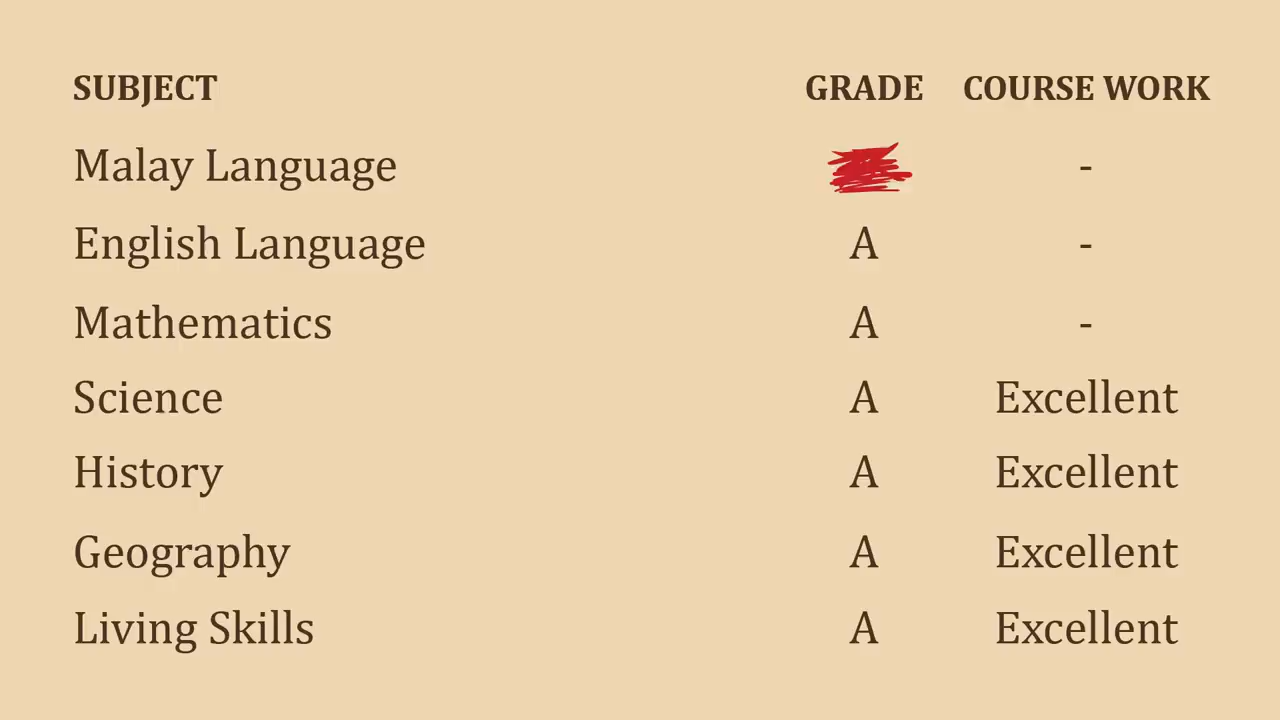 SUBJECT GRADE COURSE WORK
Malay Language -
English Language A -
Mathematics A -
Science A Excellent
History A Excellent
Geography A Excellent
Living Skills A Excellent